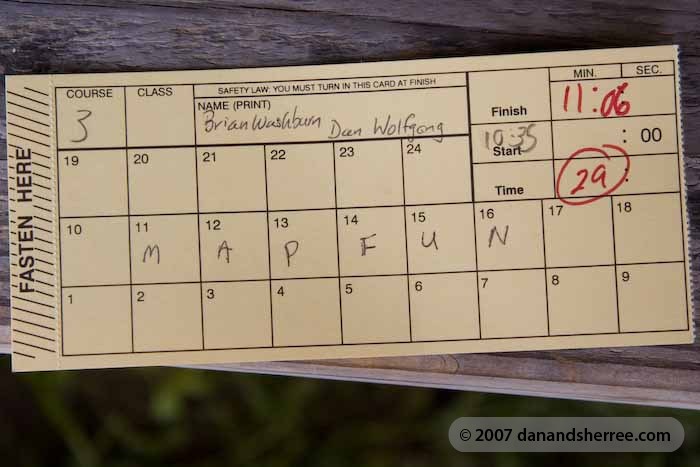 COURSE CLASS SAFETY LAW: YOU MUST TURN IN THIS CARD AT FINISH MIN. SEC.
3 NAME (PRINT) Finish 11:06
Brian Washburn Dan Wolfgang 10:35 Start : 00
19 20 21 22 23 24 Time 29 :
10 11 12 13 14 15 16 17 18
M A P F U N
1 2 3 4 5 6 7 8 9
FASTEN HERE
© 2007 danandsherree.com